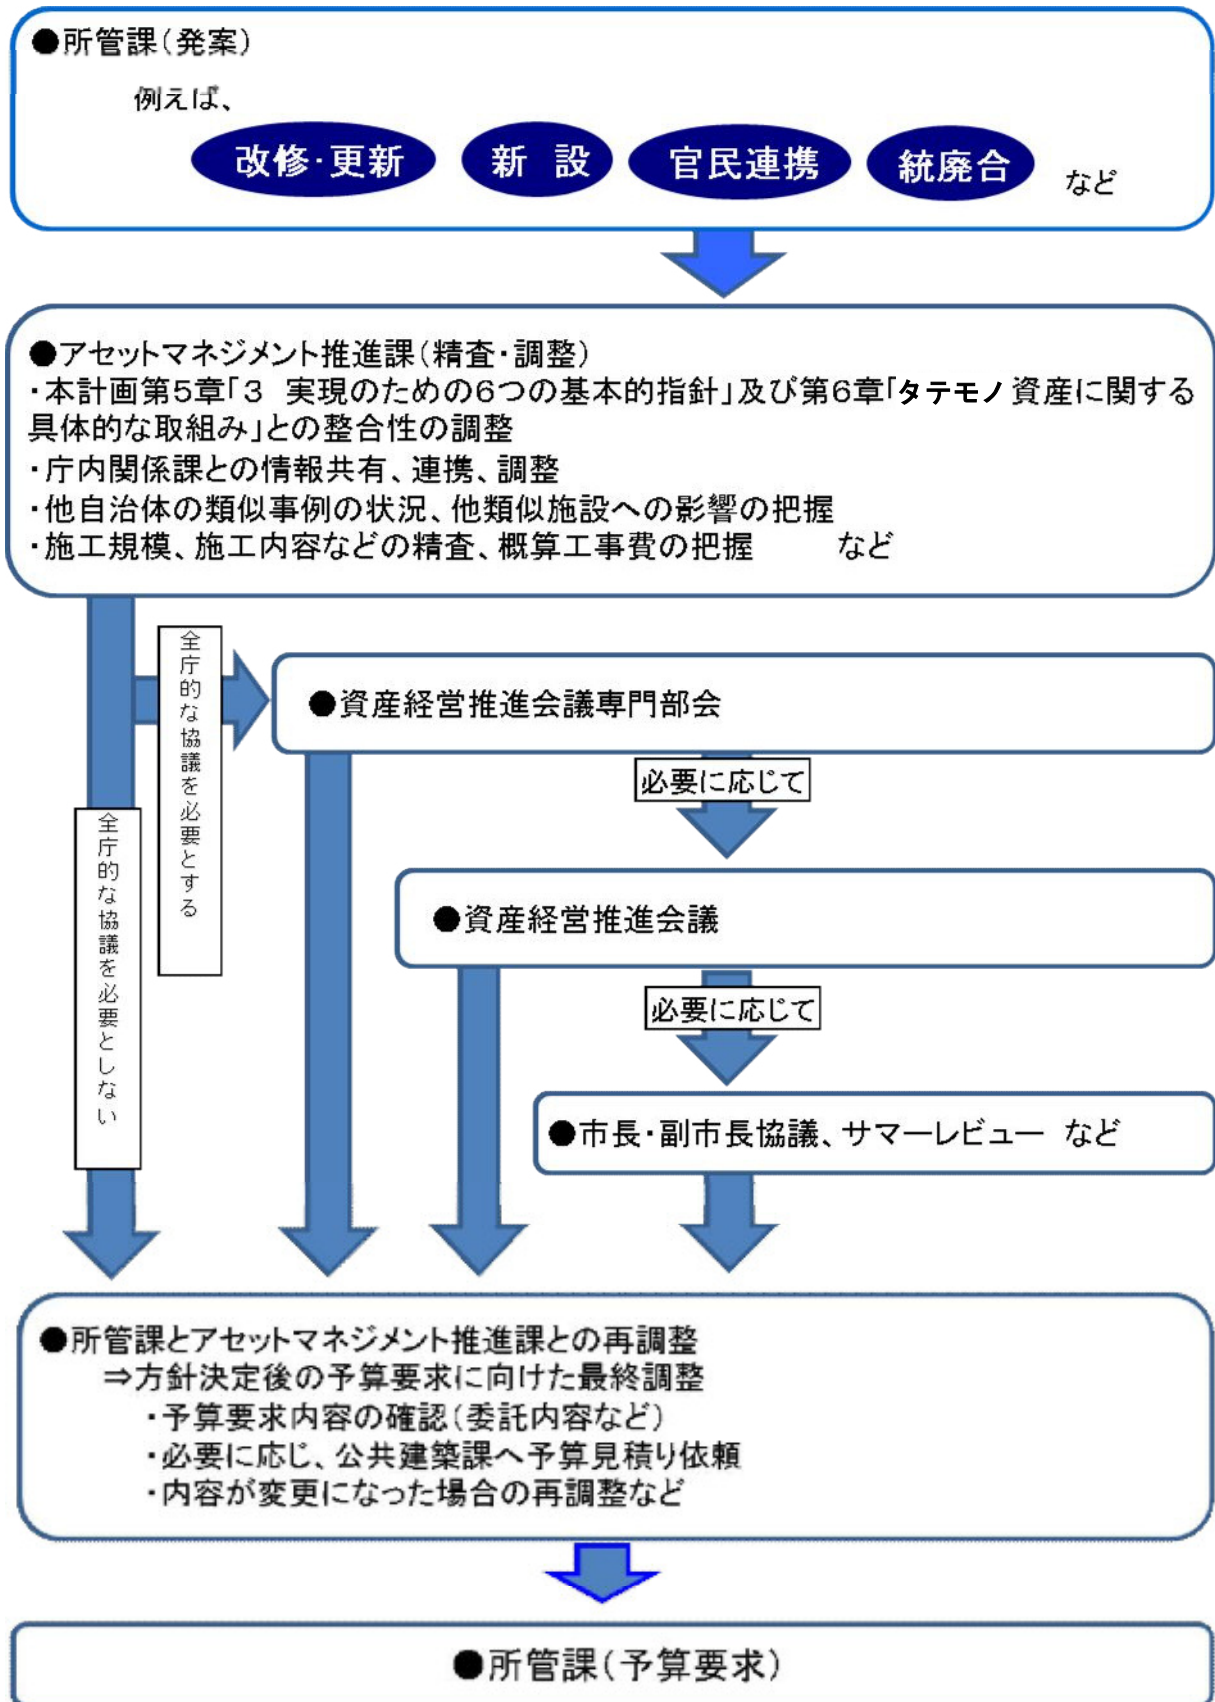 ●所管課(発案)
例えば、
改修・更新 新 設 官民連携 統廃合 など
●アセットマネジメント推進課(精査・調整)
・本計画第5章「3 実現のための6つの基本的指針」及び第6章「タテモノ資産に関する
具体的な取組み」との整合性の調整
・庁内関係課との情報共有、連携、調整
・他自治体の類似事例の状況、他類似施設への影響の把握
・施工規模、施工内容などの精査、概算工事費の把握 など
全庁的な協議を必要とする
●資産経営推進会議専門部会
必要に応じて
全庁的な協議を必要としない
●資産経営推進会議
必要に応じて
●市長・副市長協議、サマーレビュー など
●所管課とアセットマネジメント推進課との再調整
⇒方針決定後の予算要求に向けた最終調整
・予算要求内容の確認(委託内容など)
・必要に応じ、公共建築課へ予算見積り依頼
・内容が変更になった場合の再調整など
●所管課(予算要求)